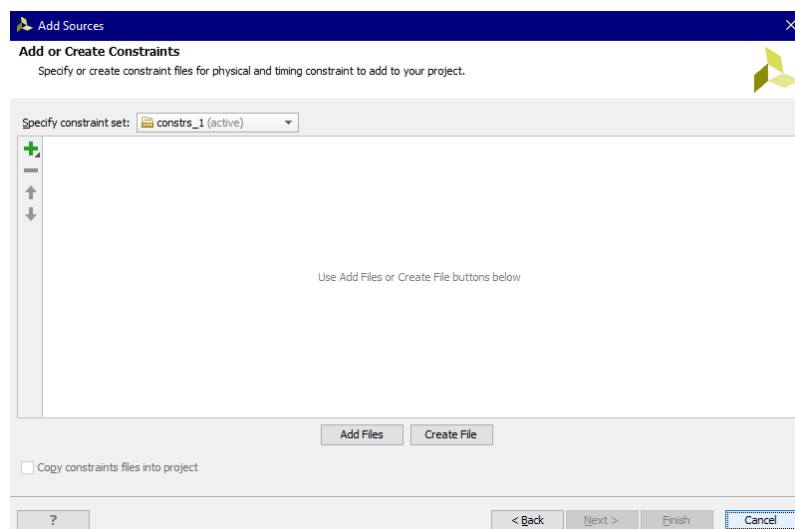 Add Sources
Add or Create Constraints
Specify or create constraint files for physical and timing constraint to add to your project.
Specify constraint set: constrs_1 (active)
Use Add Files or Create File buttons below
Add Files Create File
Copy constraints files into project
? < Back Next > Finish Cancel